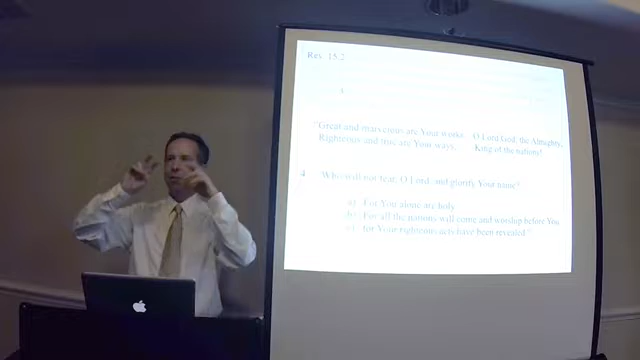 Rev. 15.2
"Great and marvelous are Your works O Lord God, the Almighty,
Righteous and true are Your ways, King of the nations!
4 Who will not fear, O Lord and glorify Your name?
a) For You alone are holy
b) For all the nations will come and worship before You
c) for Your righteous acts have been revealed"